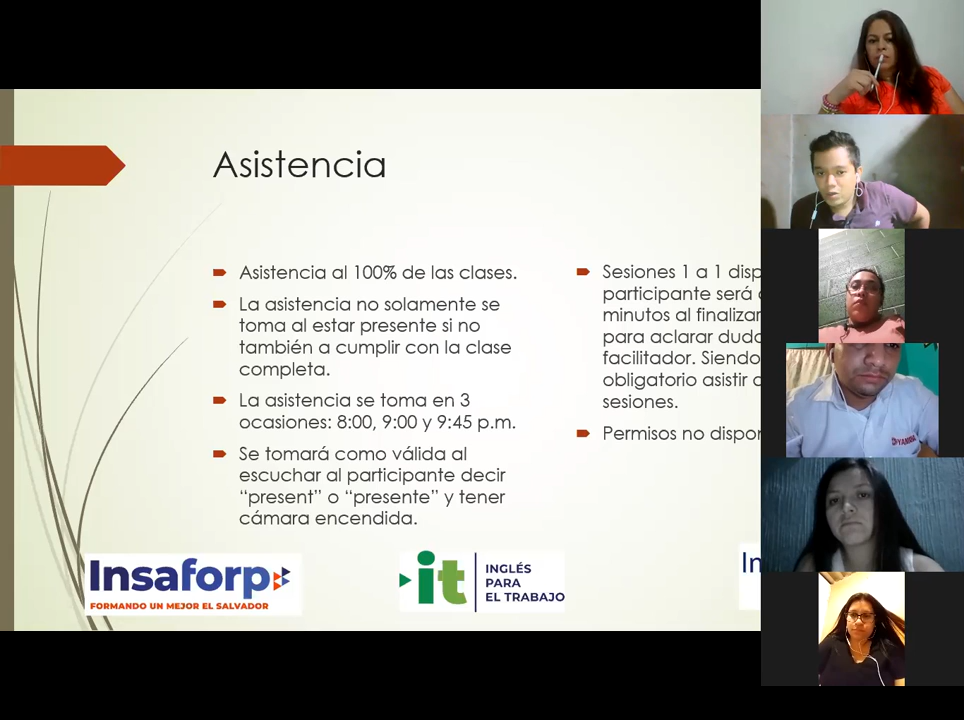 Asistencia
Asistencia al 100% de las clases.
La asistencia no solamente se
toma al estar presente si no
también a cumplir con la clase
completa.
La asistencia se toma en 3
ocasiones: 8:00, 9:00 y 9:45 p.m.
Se tomará como válida al
escuchar al participante decir
“present” o “presente” y tener
cámara encendida.
Sesiones 1 a 1
participante será
minutos al finalizar
para aclarar
facilitador. Siendo
obligatorio asistir
sesiones.
Permisos no
Insaforp
FORMANDO UN MEJOR EL SALVADOR
it
INGLÉS
PARA
EL TRABAJO
In